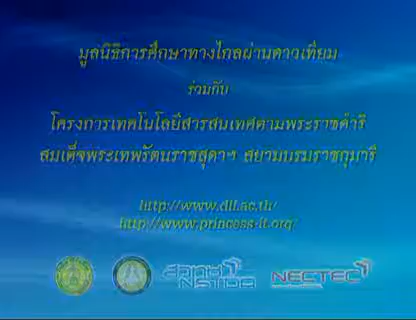 มูลนิธิการศึกษาทางไกลผ่านดาวเทียม
ร่วมกับ
โครงการเทคโนโลยีสารสนเทศตามพระราชดำริ
สมเด็จพระเทพรัตนราชสุดาฯ สยามบรมราชกุมารี
http://www.dlf.ac.th/
http://www.princess-it.org/
สวทช
NSTDA
NECTEC